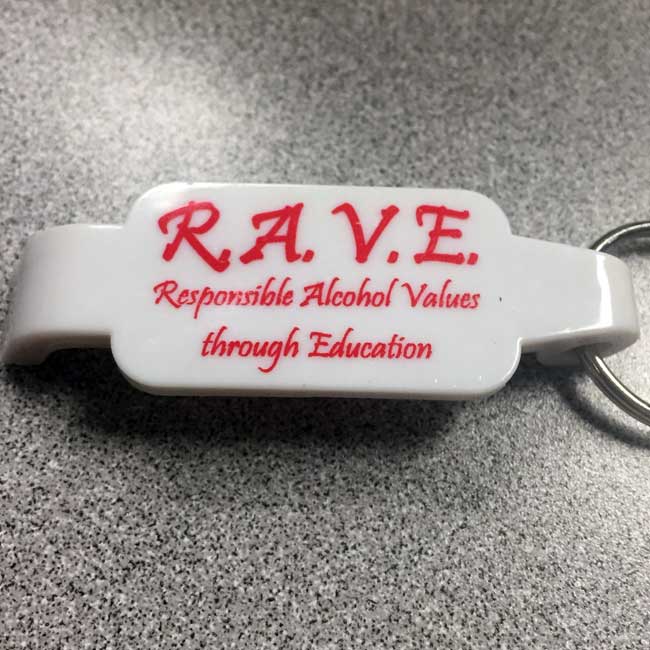 R.A.V.E.
Responsible Alcohol Values
through Education